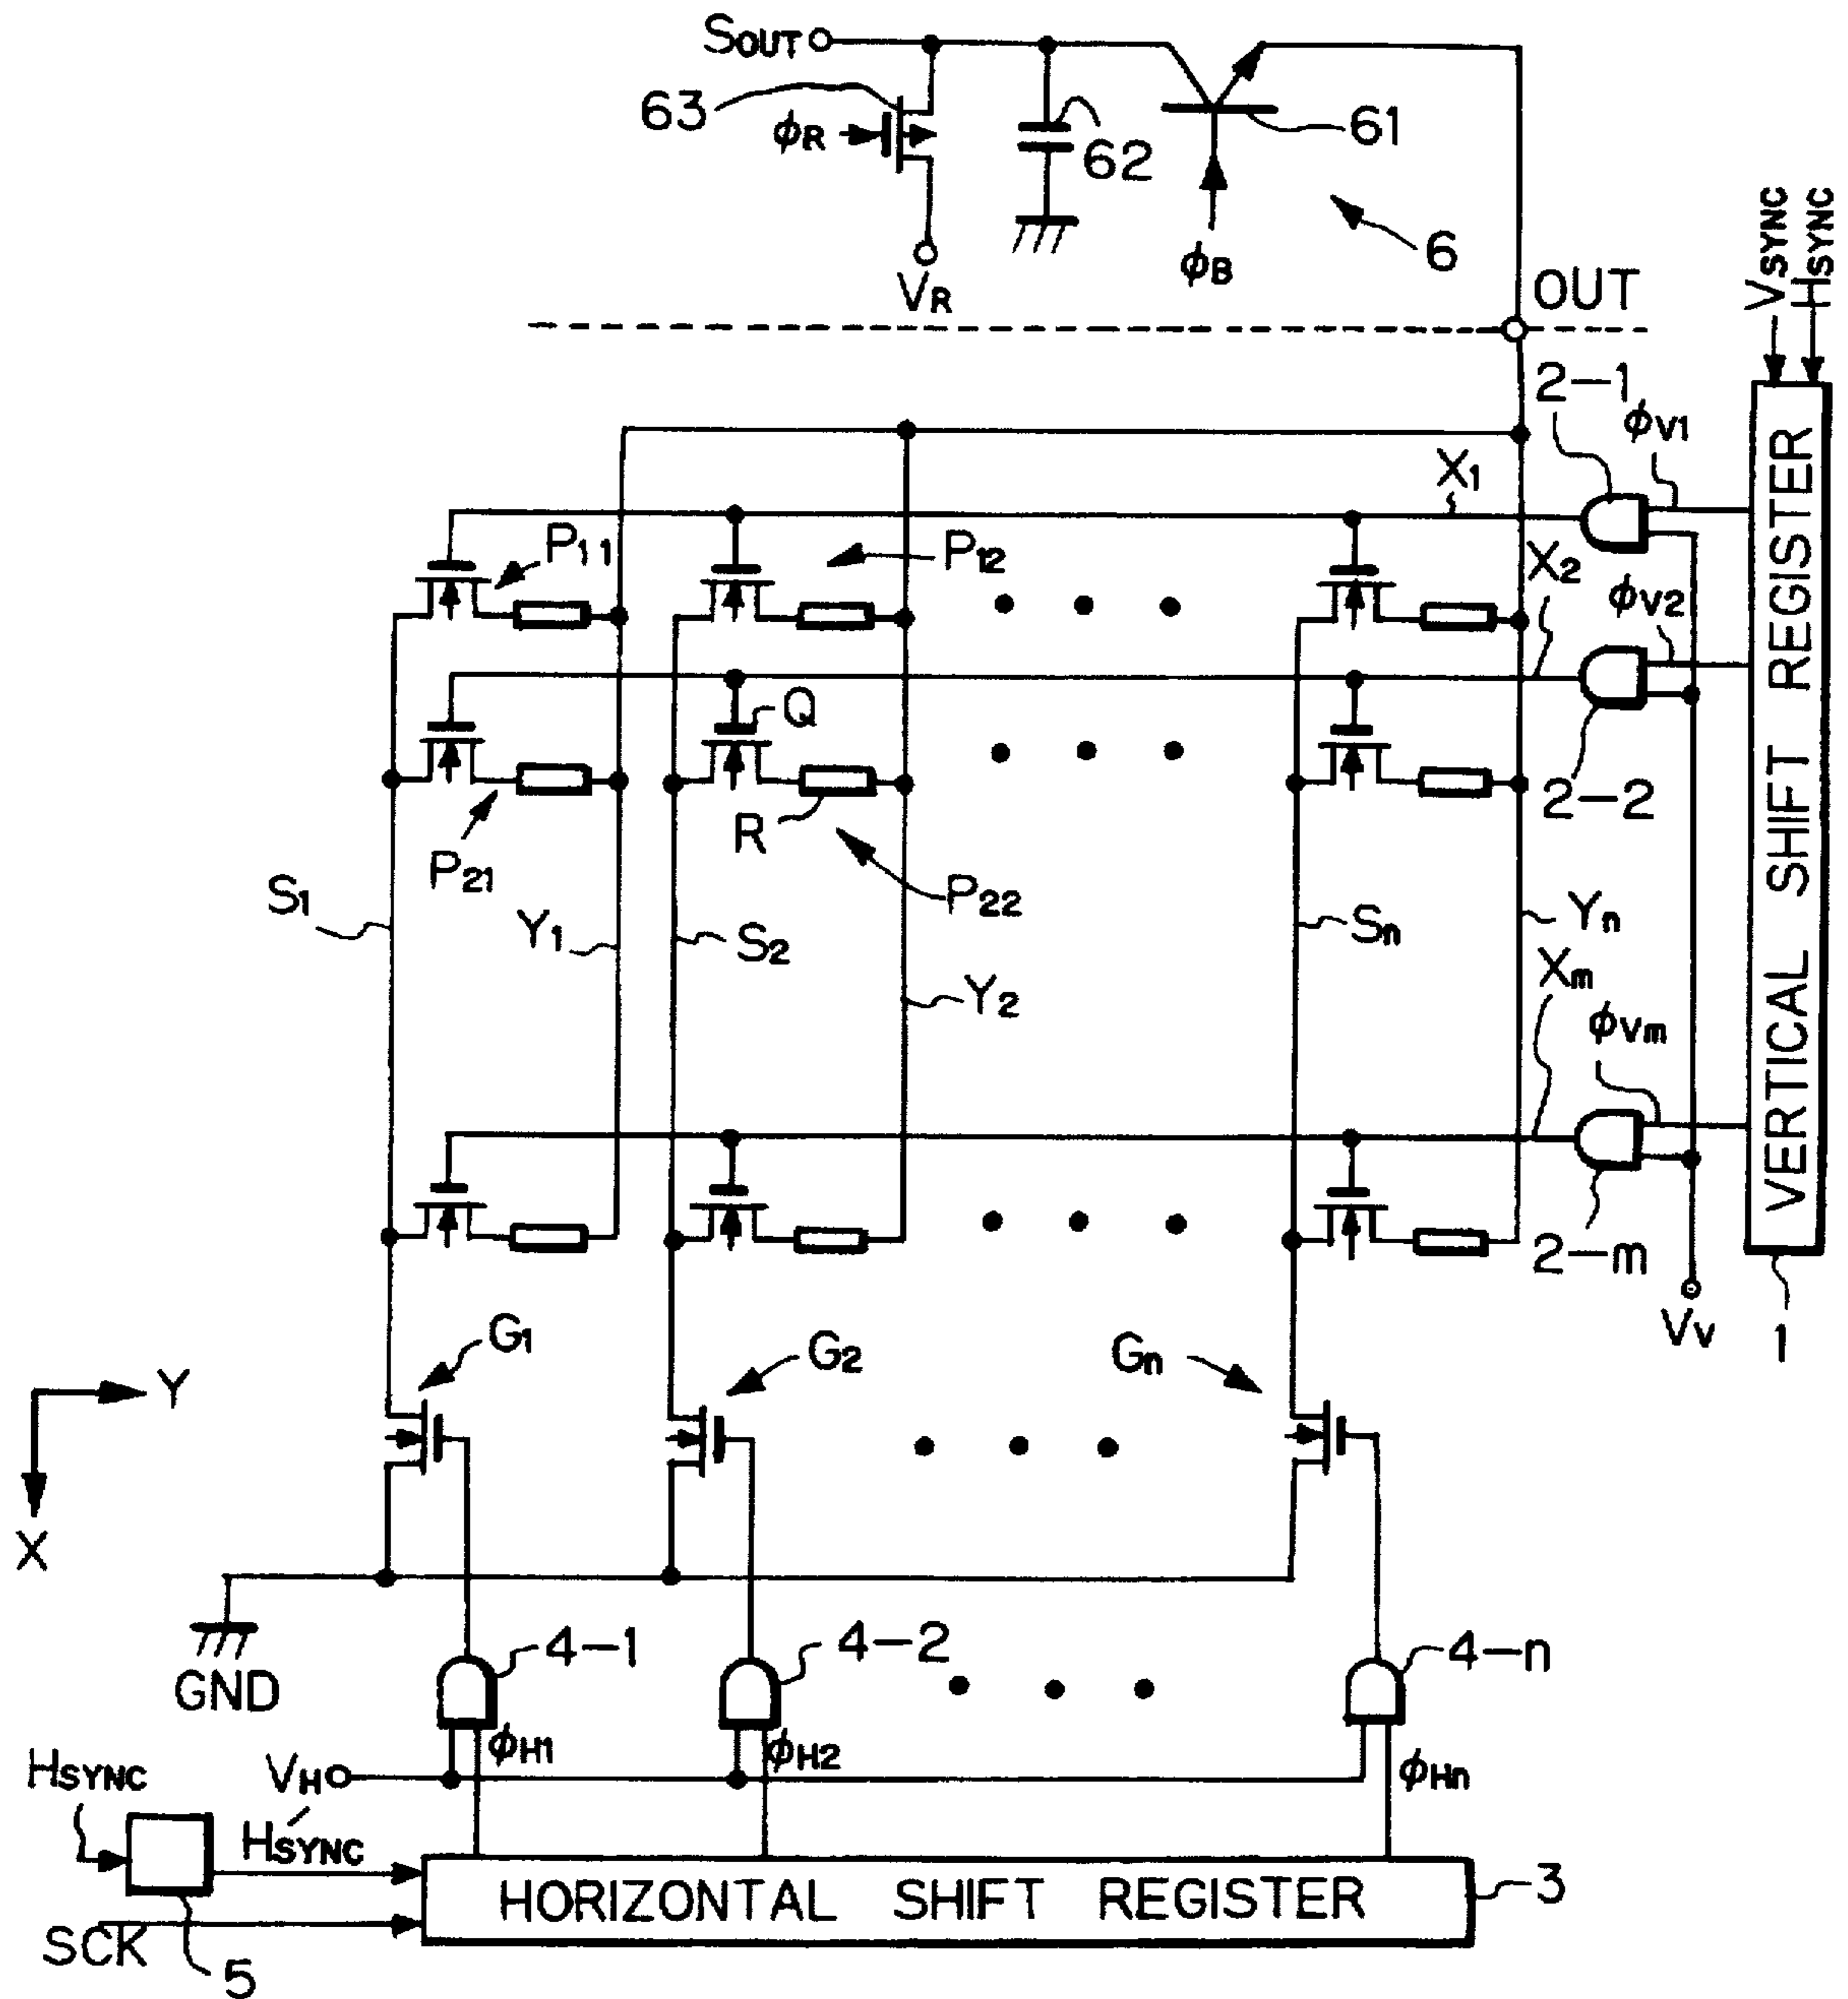 SOUT
63
φR
62
61
φB
6
VR
OUT
VSYNC
HSYNC
2-1
φV1
X1
P11
P12
X2
φV2
Q
R
2-2
P21
P22
S1
Y1
S2
Y2
Sn
Yn
Xm
φVm
2-m
VV
1
VERTICAL SHIFT REGISTER
G1
G2
Gn
Y
X
GND
4-1
4-2
4-n
φH1
φH2
φHn
HSYNC
VH
H'SYNC
5
SCK
HORIZONTAL SHIFT REGISTER
3